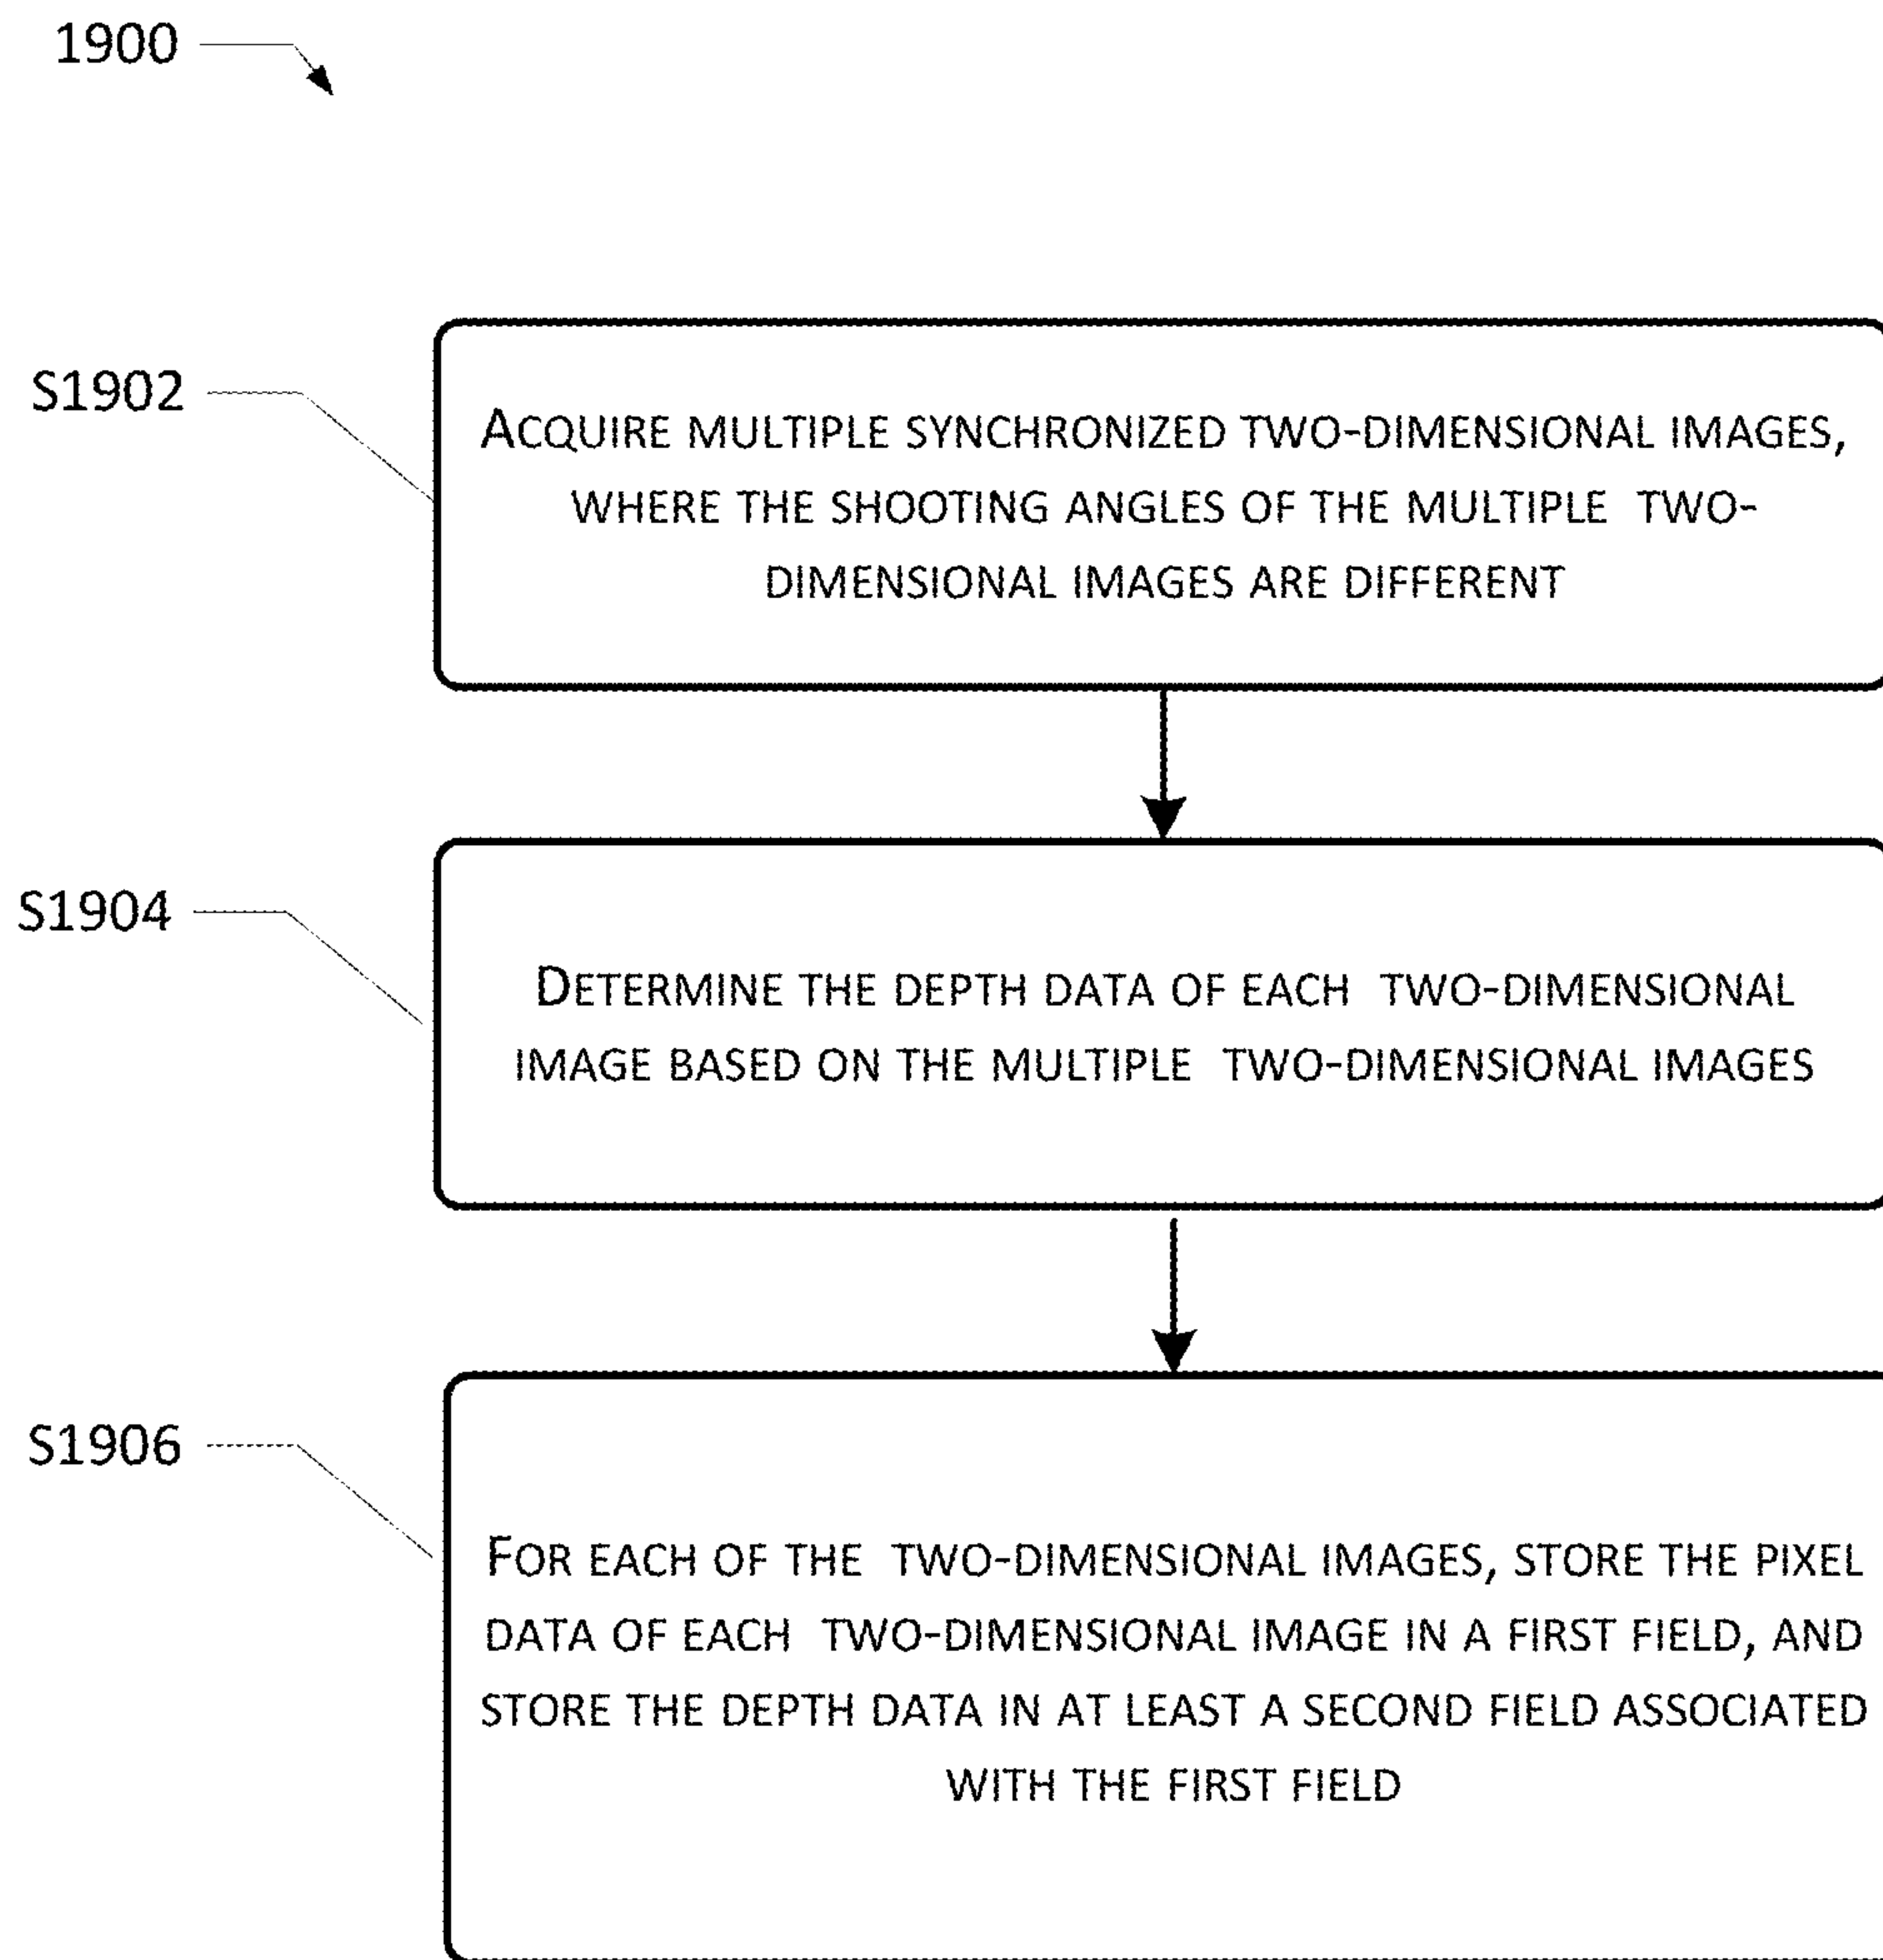 1900
S1902
ACQUIRE MULTIPLE SYNCHRONIZED TWO-DIMENSIONAL IMAGES,
WHERE THE SHOOTING ANGLES OF THE MULTIPLE TWO-
DIMENSIONAL IMAGES ARE DIFFERENT
S1904
DETERMINE THE DEPTH DATA OF EACH TWO-DIMENSIONAL
IMAGE BASED ON THE MULTIPLE TWO-DIMENSIONAL IMAGES
S1906
FOR EACH OF THE TWO-DIMENSIONAL IMAGES, STORE THE PIXEL
DATA OF EACH TWO-DIMENSIONAL IMAGE IN A FIRST FIELD, AND
STORE THE DEPTH DATA IN AT LEAST A SECOND FIELD ASSOCIATED
WITH THE FIRST FIELD